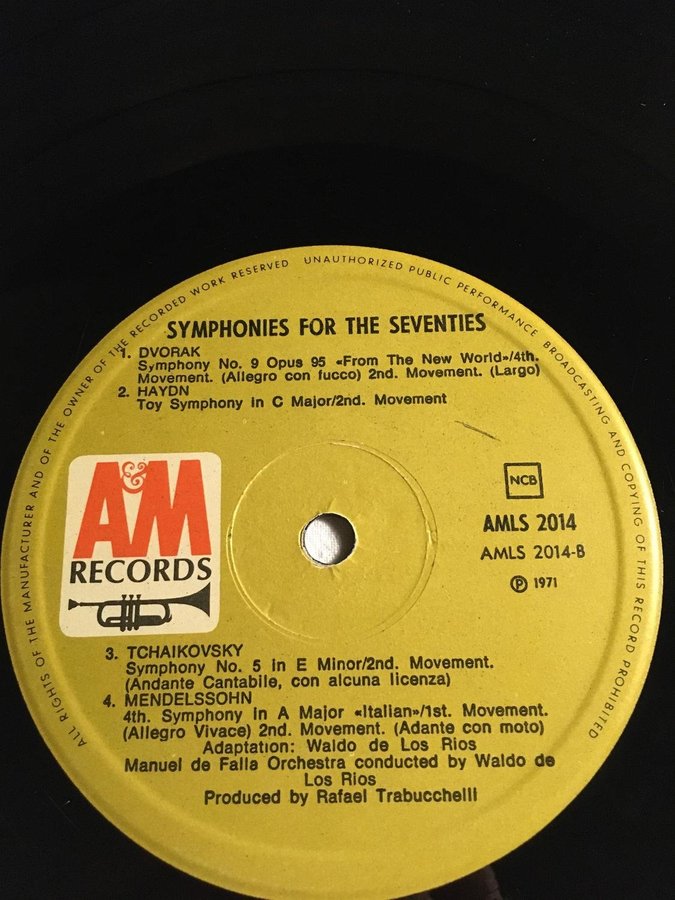 ALL RIGHTS OF THE MANUFACTURER AND OF THE OWNER OF THE RECORDED WORK RESERVED UNAUTHORIZED PUBLIC PERFORMANCE BROADCASTING AND COPYING OF THIS RECORD PROHIBITED
SYMPHONIES FOR THE SEVENTIES
1. DVORAK
Symphony No. 9 Opus 95 «From The New World»/4th.
Movement. (Allegro con fucco) 2nd. Movement. (Largo)
2. HAYDN
Toy Symphony in C Major/2nd. Movement
A&M
RECORDS
NCB
AMLS 2014
AMLS 2014-B
℗ 1971
3. TCHAIKOVSKY
Symphony No. 5 in E Minor/2nd. Movement.
(Andante Cantabile, con alcuna licenza)
4. MENDELSSOHN
4th. Symphony in A Major «Italian»/1st. Movement.
(Allegro Vivace) 2nd. Movement. (Adante con moto)
Adaptation: Waldo de Los Rios
Manuel de Falla Orchestra conducted by Waldo de
Los Rios
Produced by Rafael Trabucchelli